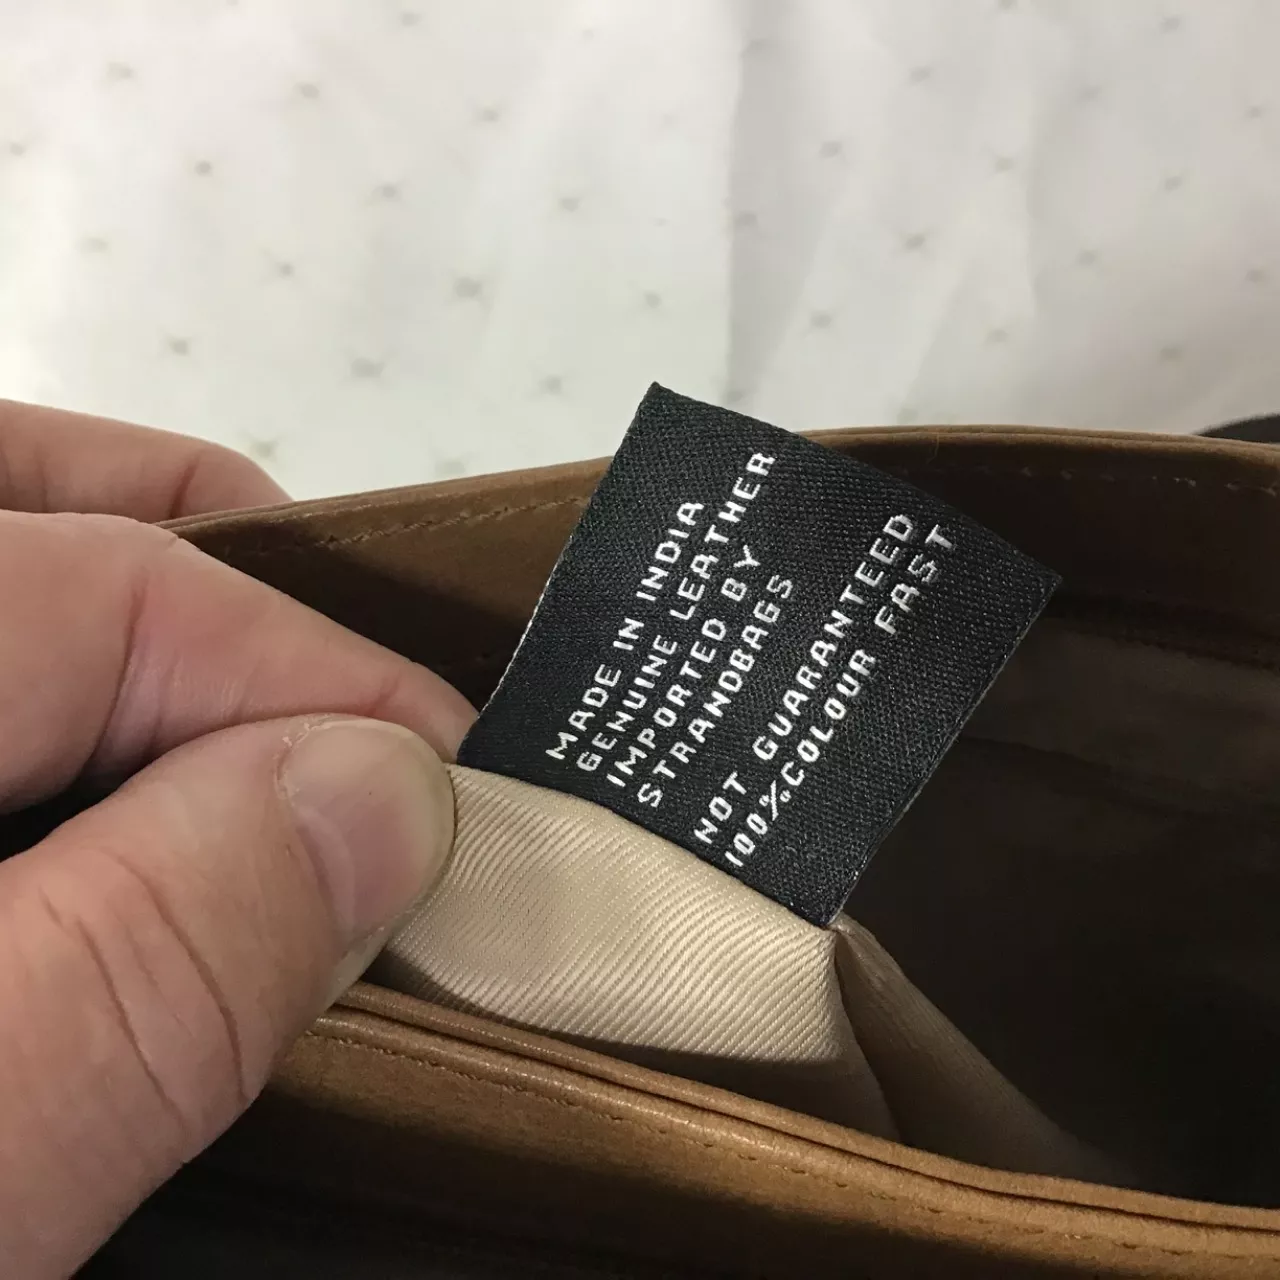 MADE IN INDIA
GENUINE LEATHER
IMPORTED BY
STRANDBAGS
NOT GUARANTEED
100%COLOUR FAST